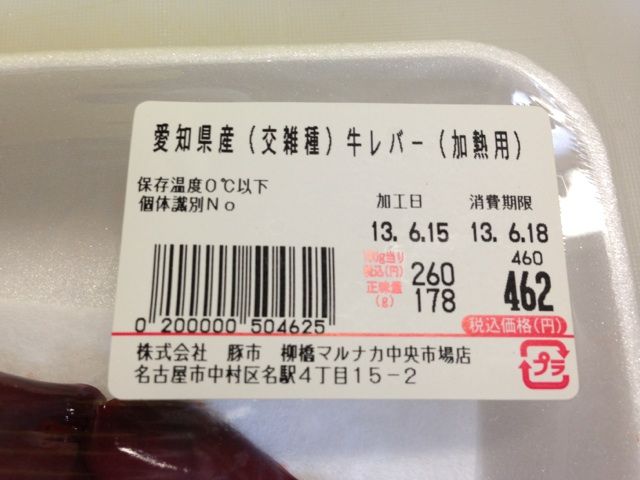 愛知県産（交雑種）牛レバー（加熱用）
保存温度０℃以下
個体識別Ｎｏ
加工日 消費期限
13. 6.15 13. 6.18
100g当り
税込(円) 260 460
正味量
(g) 178 462
税込価格(円)
0 200000 504625
株式会社 豚市 柳橋マルナカ中央市場店
名古屋市中村区名駅４丁目１５－２
プラ